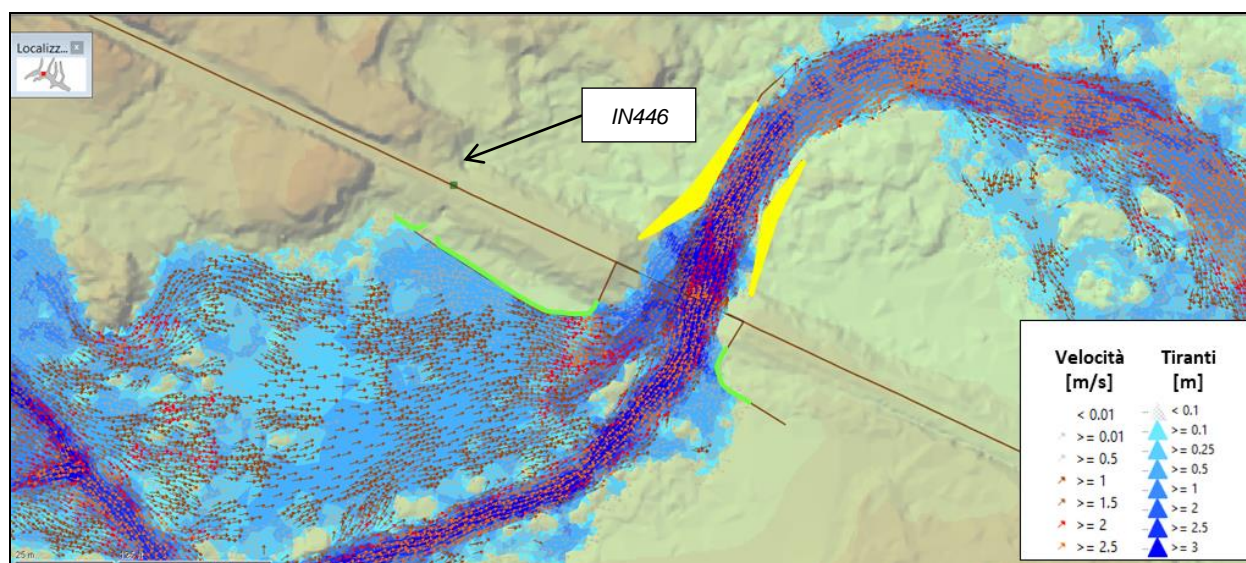 Localizz...
x
IN446
Velocità
[m/s]
Tiranti
[m]
< 0.01
>= 0.01
>= 0.5
>= 1
>= 1.5
>= 2
>= 2.5
< 0.1
>= 0.1
>= 0.25
>= 0.5
>= 1
>= 2
>= 2.5
>= 3
25 m